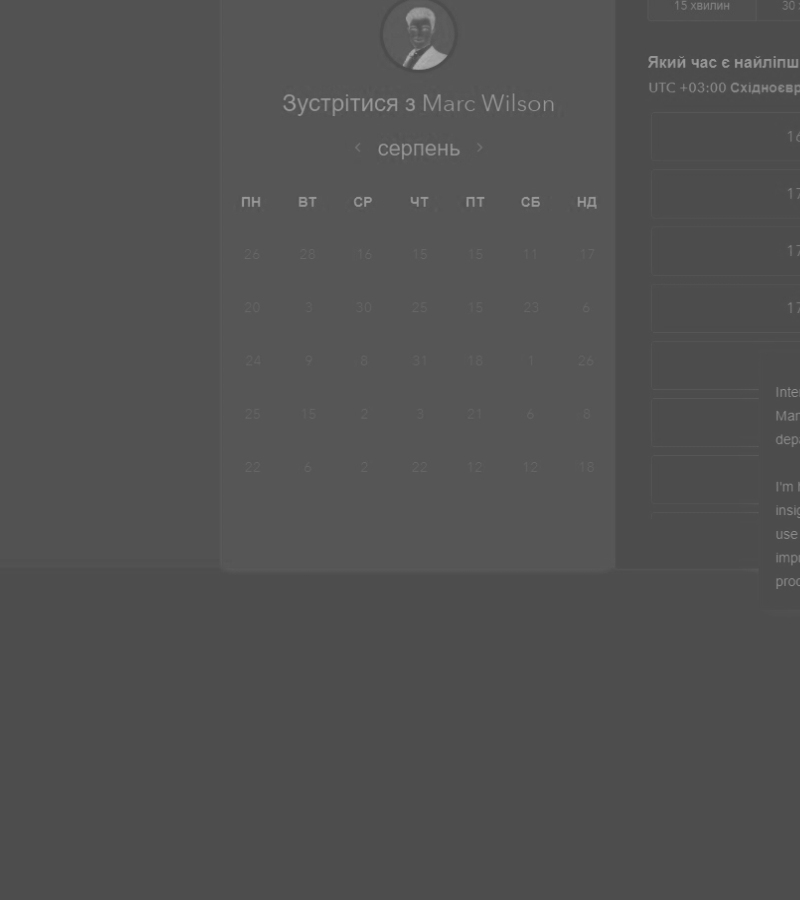 15 хвилин
30
Зустрітися з Marc Wilson
серпень
ПН ВТ СР ЧТ ПТ СБ НД
26 28 16 15 15 11 17
20 3 30 25 15 23 6
24 9 8 31 18 1 26
25 15 2 3 21 6 8
22 6 2 22 12 12 18
Який час є найліпш
UTC +03:00 Східноєвр
16
17
17
17
Inte
Mar
depa
I'm h
insig
use
impr
proc